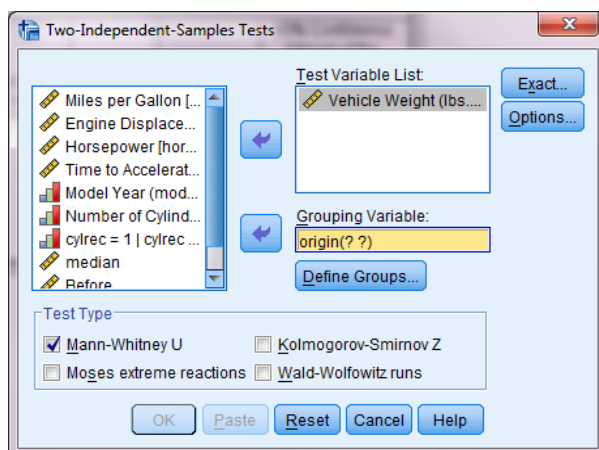 Two-Independent-Samples Tests
Test Variable List:
Miles per Gallon [...
Engine Displace...
Horsepower [hor...
Time to Accelerat...
Model Year (mod...
Number of Cylind...
cylrec = 1 | cylrec ...
median
Before
Vehicle Weight (lbs....
Exact...
Options...
Grouping Variable:
origin(? ?)
Define Groups...
Test Type
Mann-Whitney U
Kolmogorov-Smirnov Z
Moses extreme reactions
Wald-Wolfowitz runs
OK
Paste
Reset
Cancel
Help